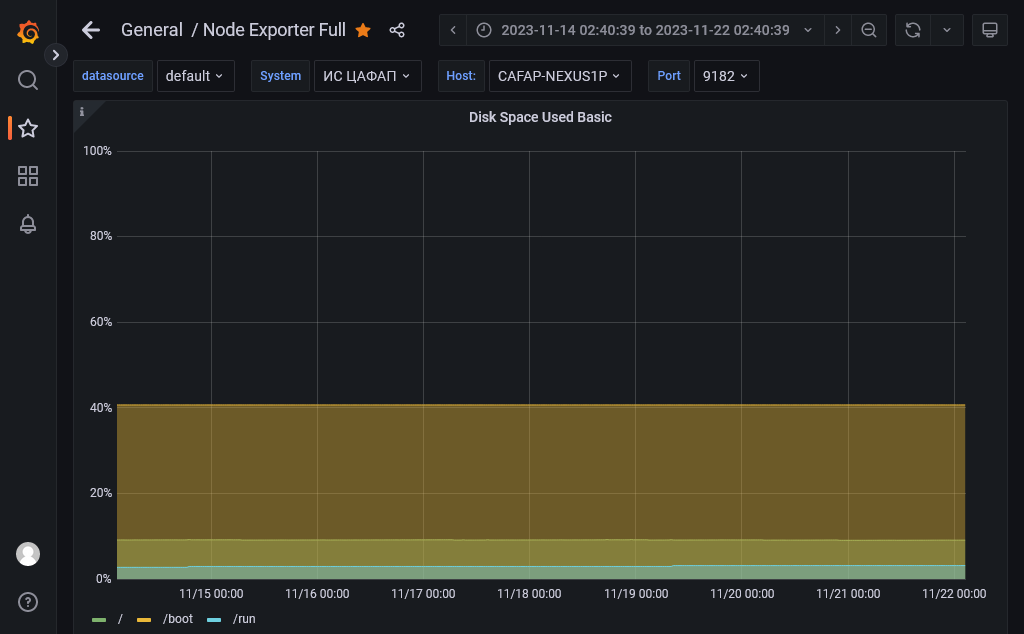 General / Node Exporter Full
2023-11-14 02:40:39 to 2023-11-22 02:40:39
datasource default System ИС ЦАФАП Host: CAFAP-NEXUS1P Port 9182
i
Disk Space Used Basic
100%
80%
60%
40%
20%
0%
11/15 00:00 11/16 00:00 11/17 00:00 11/18 00:00 11/19 00:00 11/20 00:00 11/21 00:00 11/22 00:00
/ /boot /run